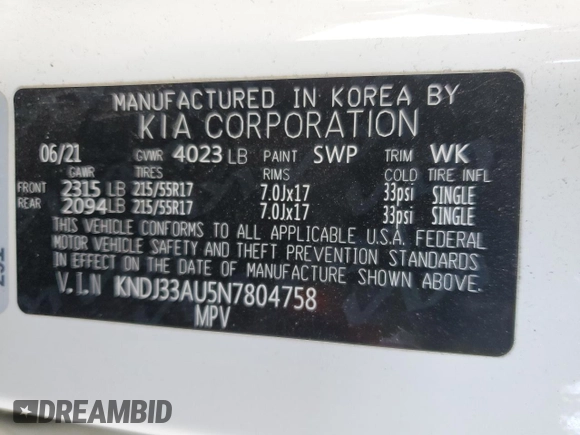 MANUFACTURED IN KOREA BY
KIA CORPORATION
06/21 GVWR 4023 LB PAINT SWP TRIM WK
GAWR TIRES RIMS COLD TIRE INFL
FRONT 2315 LB 215/55R17 7.0Jx17 33psi SINGLE
REAR 2094 LB 215/55R17 7.0Jx17 33psi SINGLE
THIS VEHICLE CONFORMS TO ALL APPLICABLE U.S.A. FEDERAL
MOTOR VEHICLE SAFETY AND THEFT PREVENTION STANDARDS
IN EFFECT ON THE DATE OF MANUFACTURE SHOWN ABOVE.
V.I.N KNDJ33AU5N7804758
MPV
DREAMBID